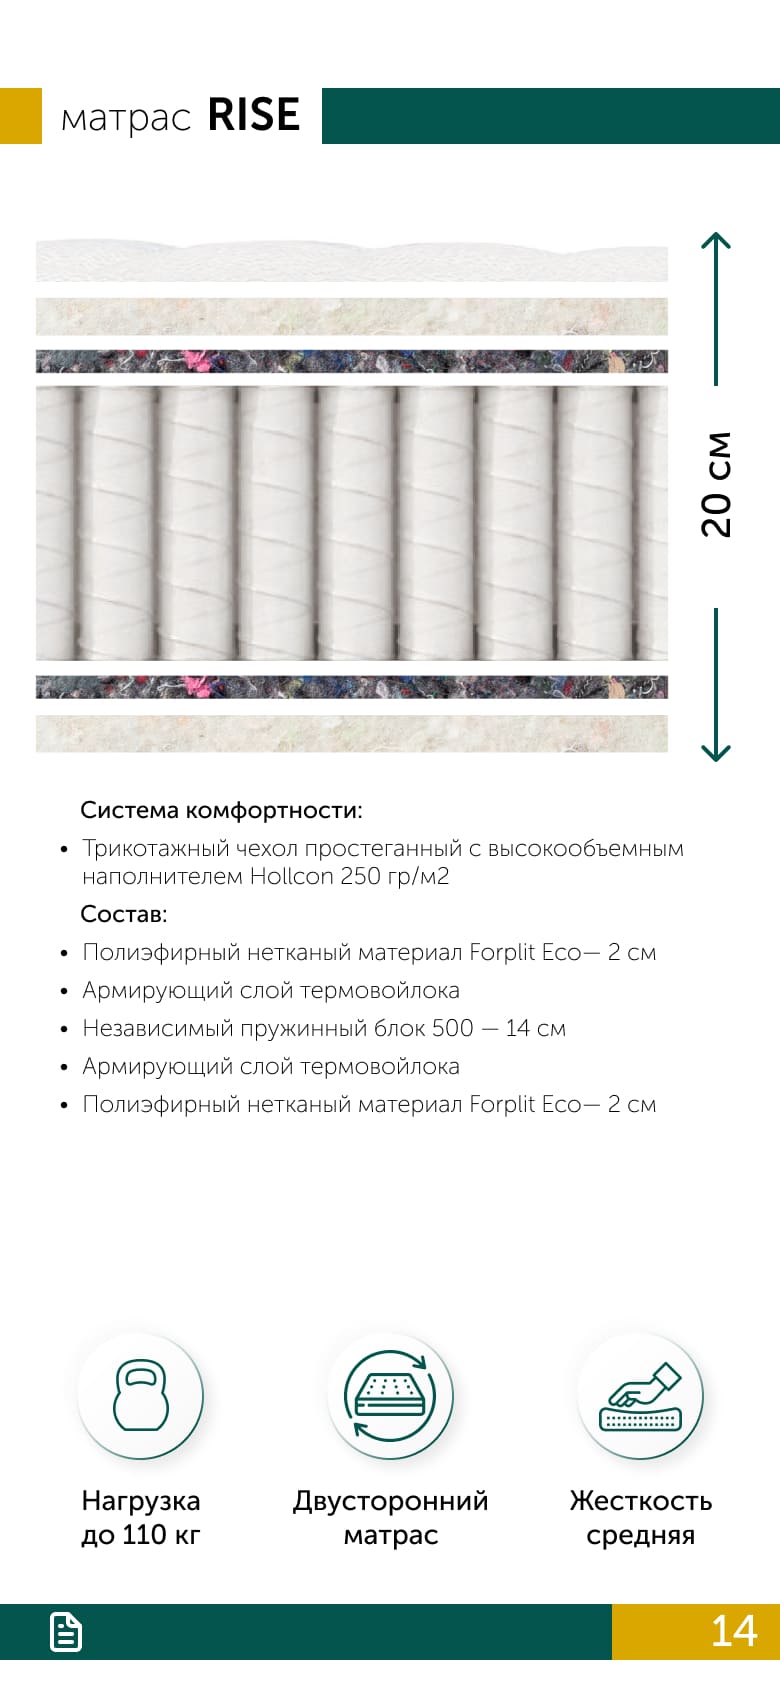 матрас RISE
20 см
Система комфортности:
• Трикотажный чехол простеганный с высокообъемным
наполнителем Hollcon 250 гр/м2
Состав:
• Полиэфирный нетканый материал Forplit Eco— 2 см
• Армирующий слой термовойлока
• Независимый пружинный блок 500 — 14 см
• Армирующий слой термовойлока
• Полиэфирный нетканый материал Forplit Eco— 2 см
Нагрузка
до 110 кг
Двусторонний
матрас
Жесткость
средняя
14